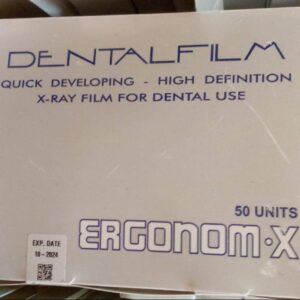 DENTALFILM
QUICK DEVELOPING - HIGH DEFINITION
X-RAY FILM FOR DENTAL USE
50 UNITS
ERGONOM-X
EXP. DATE
10 - 2024